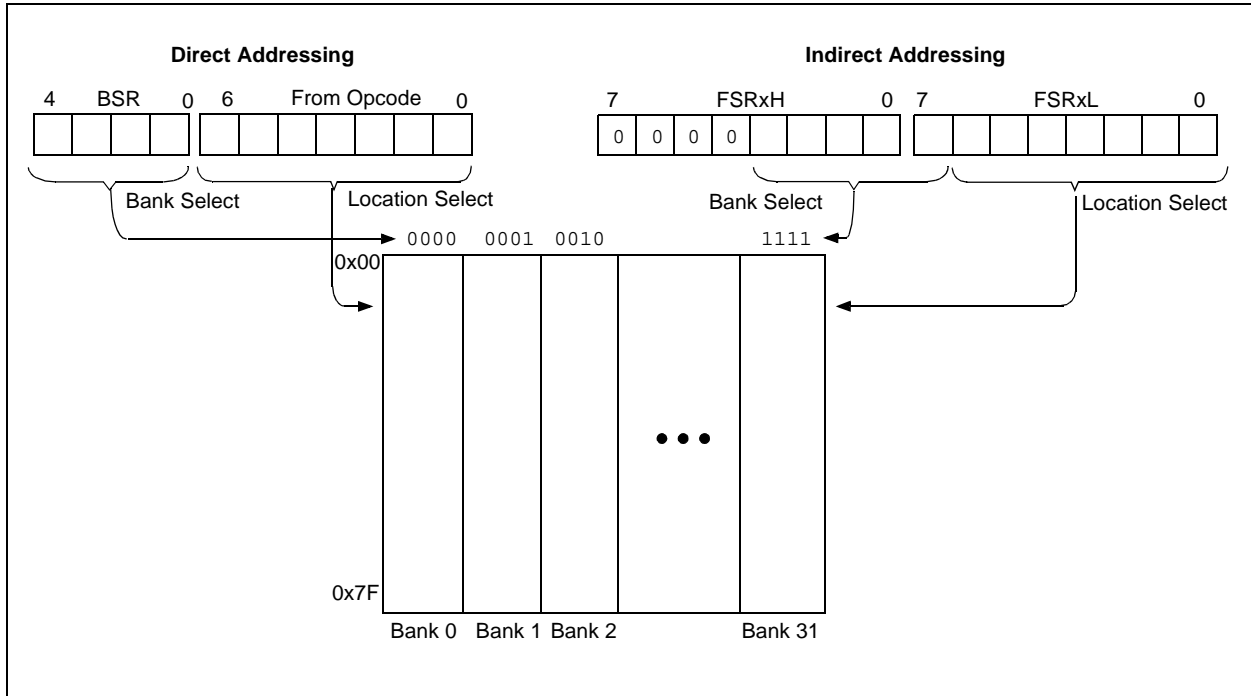 Direct Addressing
Indirect Addressing
4 BSR 0 6 From Opcode 0
7 FSRxH 0 7 FSRxL 0
0 0 0 0
Bank Select
Location Select
Bank Select
Location Select
0000 0001 0010 1111
0x00
0x7F
Bank 0 Bank 1 Bank 2 Bank 31